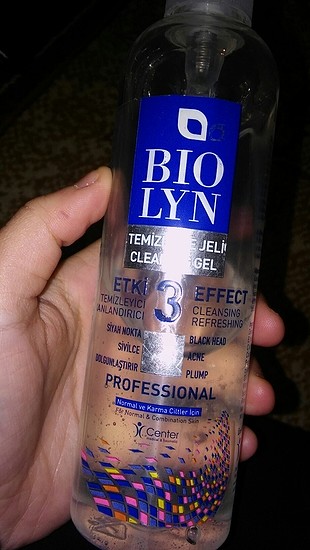 BIO
LYN
TEMİZLEME JELİ
CLEANSING GEL
ETKİ 3 EFFECT
TEMİZLEYİCİ CLEANSING
CANLANDIRICI REFRESHING
SİYAH NOKTA BLACK HEAD
SİVİLCE ACNE
DOLGUNLAŞTIRIR PLUMP
PROFESSIONAL
Normal ve Karma Ciltler İçin
For Normal & Combination Skin
Center